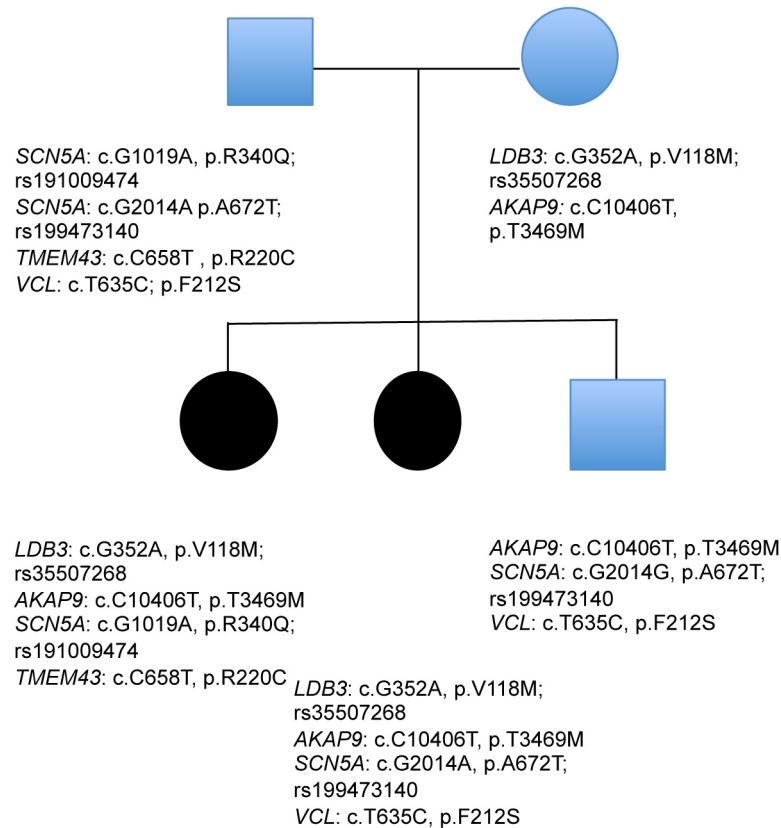 SCN5A: c.G1019A, p.R340Q;
rs191009474
SCN5A: c.G2014A p.A672T;
rs199473140
TMEM43: c.C658T , p.R220C
VCL: c.T635C; p.F212S
LDB3: c.G352A, p.V118M;
rs35507268
AKAP9: c.C10406T,
p.T3469M
LDB3: c.G352A, p.V118M;
rs35507268
AKAP9: c.C10406T, p.T3469M
SCN5A: c.G1019A, p.R340Q;
rs191009474
TMEM43: c.C658T, p.R220C
LDB3: c.G352A, p.V118M;
rs35507268
AKAP9: c.C10406T, p.T3469M
SCN5A: c.G2014A, p.A672T;
rs199473140
VCL: c.T635C, p.F212S
AKAP9: c.C10406T, p.T3469M
SCN5A: c.G2014G, p.A672T;
rs199473140
VCL: c.T635C, p.F212S